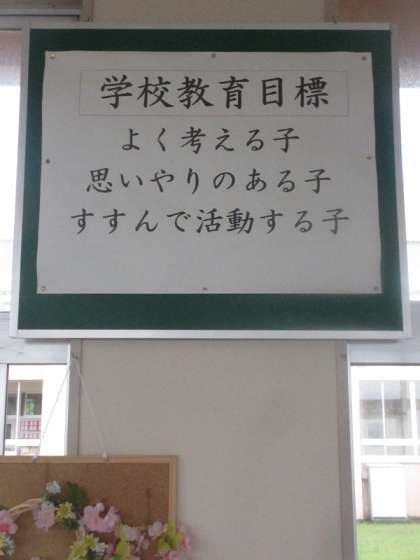 学校教育目標
よく考える子
思いやりのある子
すすんで活動する子